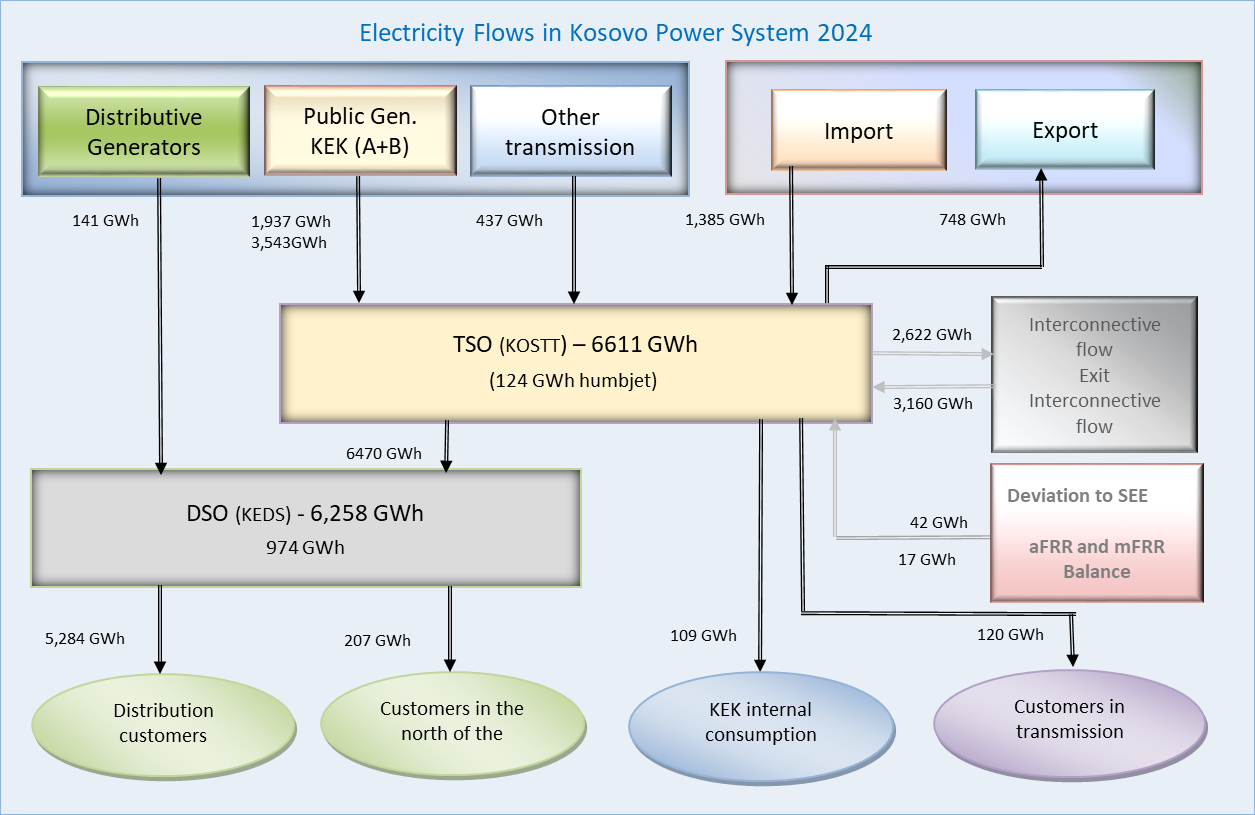 Electricity Flows in Kosovo Power System 2024
Distributive
Generators
Public Gen.
KEK (A+B)
Other
transmission
Import
Export
141 GWh
1,937 GWh
3,543GWh
437 GWh
1,385 GWh
748 GWh
TSO (KOSTT) – 6611 GWh
(124 GWh humbjet)
2,622 GWh
3,160 GWh
Interconnective
flow
Exit
Interconnective
flow
6470 GWh
DSO (KEDS) - 6,258 GWh
974 GWh
42 GWh
17 GWh
Deviation to SEE
aFRR and mFRR
Balance
5,284 GWh
207 GWh
109 GWh
120 GWh
Distribution
customers
Customers in the
north of the
KEK internal
consumption
Customers in
transmission